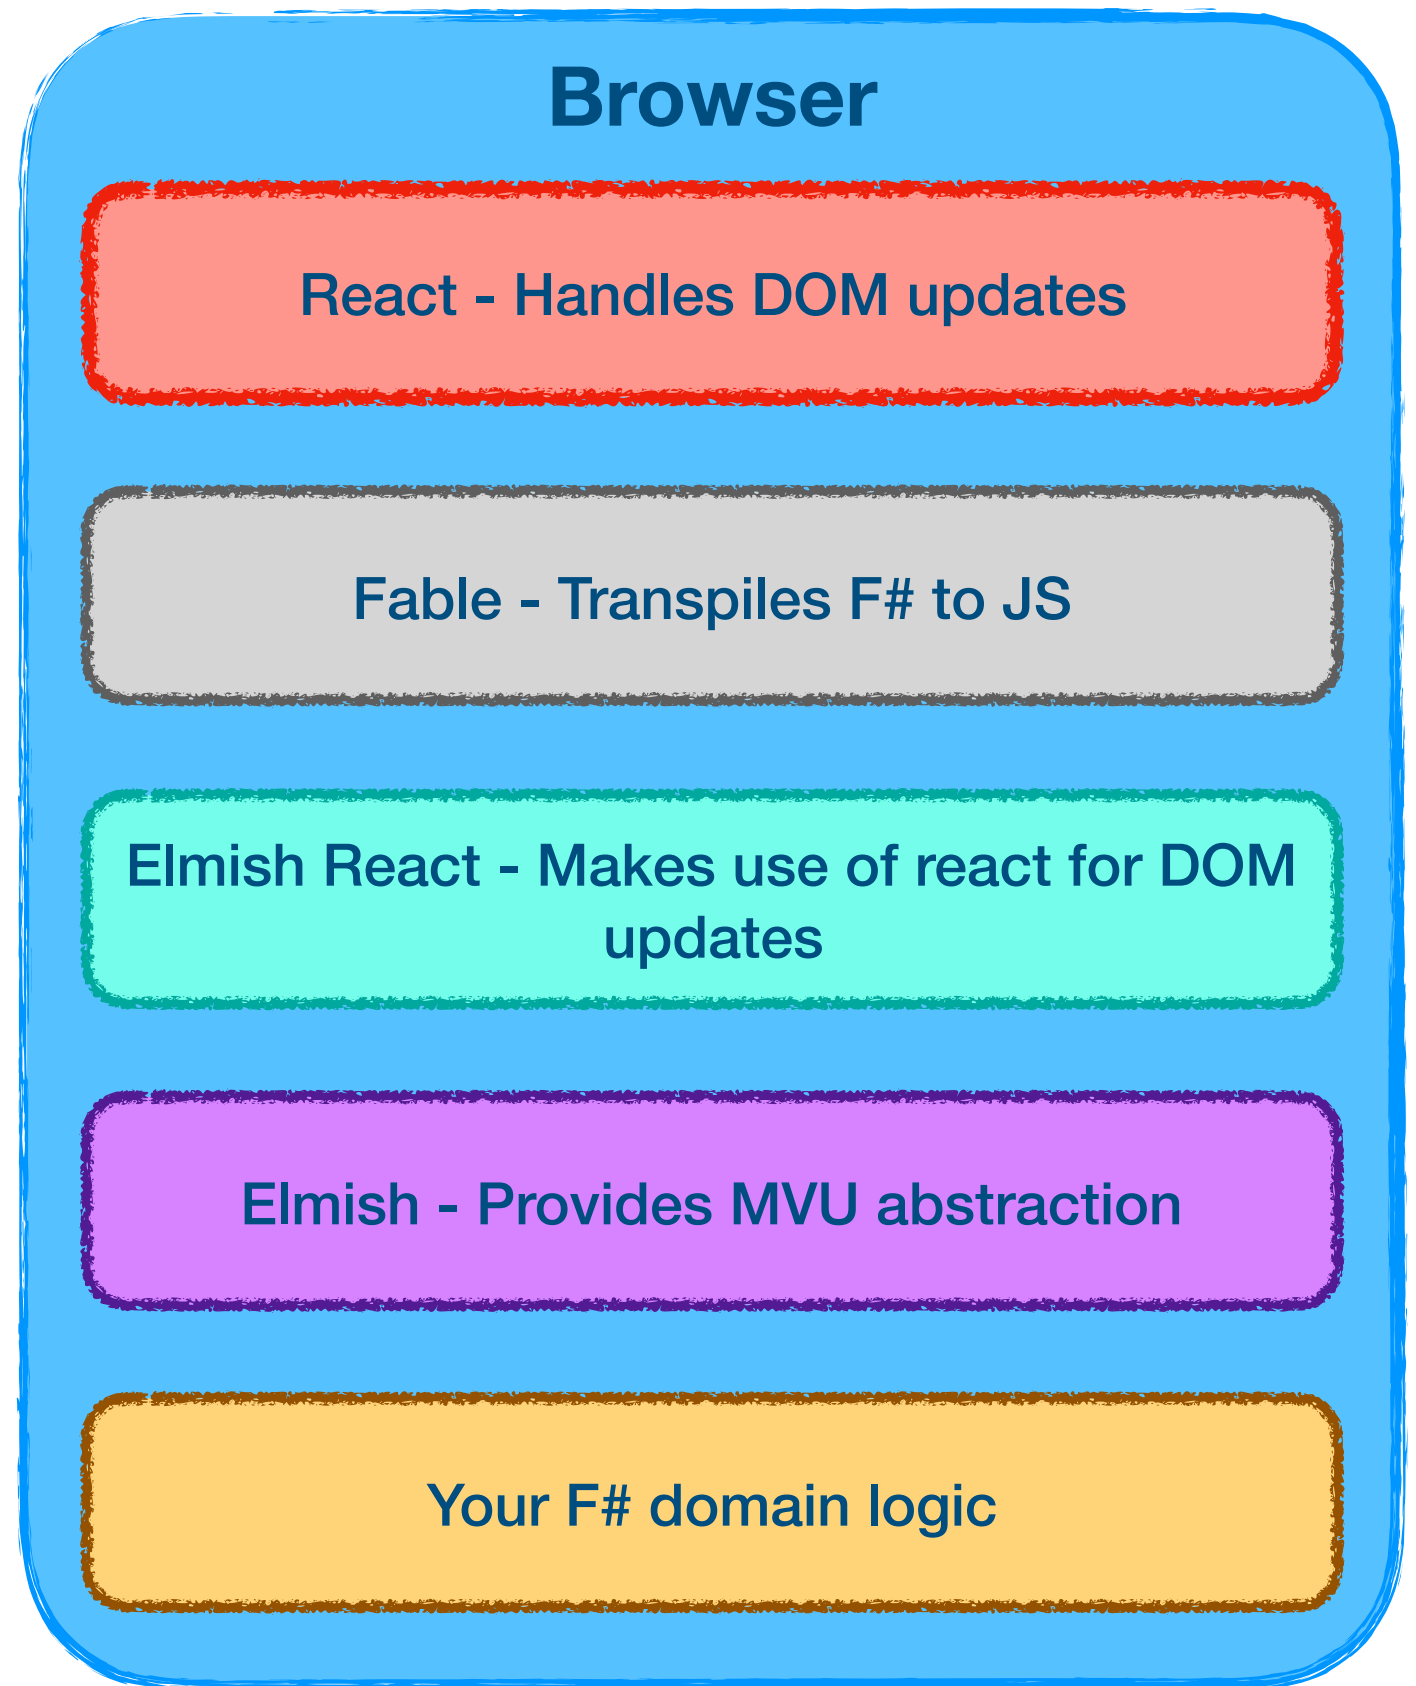 Browser
React - Handles DOM updates
Fable - Transpiles F# to JS
Elmish React - Makes use of react for DOM
updates
Elmish - Provides MVU abstraction
Your F# domain logic